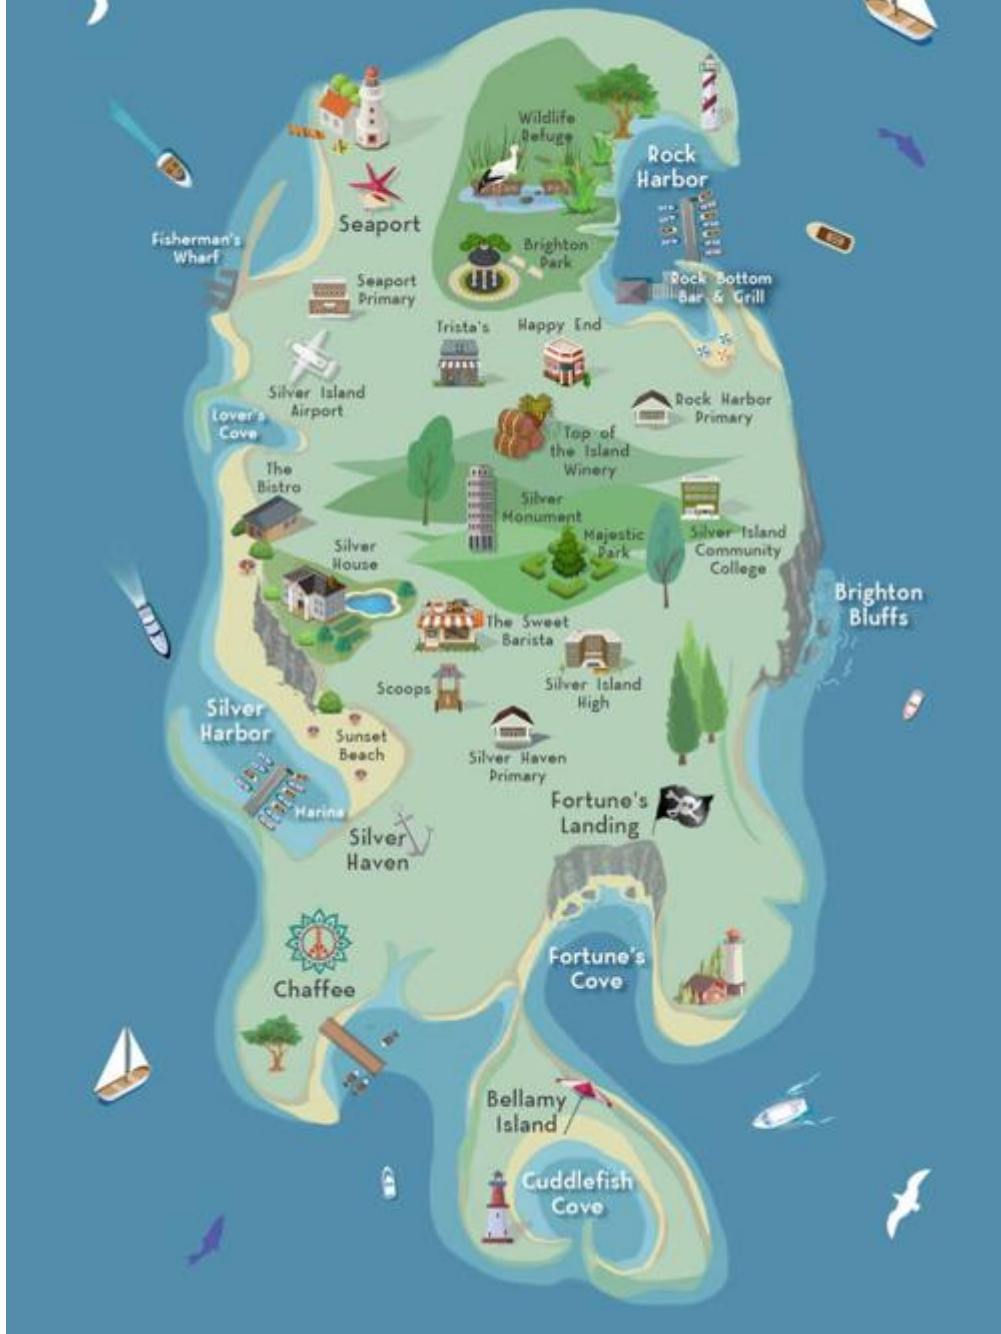 Wildlife
Refuge
Rock
Harbor
Seaport
Fisherman's
Wharf
Brighton
Park
Seaport
Primary
Rock Bottom
Bar & Grill
Trista's
Happy End
Silver Island
Airport
Rock Harbor
Primary
Lover's
Cove
Top of
the Island
Winery
The
Bistro
Silver
Monument
Majestic
Park
Silver Island
Community
College
Silver
House
Brighton
Bluffs
The Sweet
Barista
Scoops
Silver Island
High
Silver
Harbor
Sunset
Beach
Silver Haven
Primary
Fortune's
Landing
Marina
Silver
Haven
Fortune's
Cove
Chaffee
Bellamy
Island
Cuddlefish
Cove